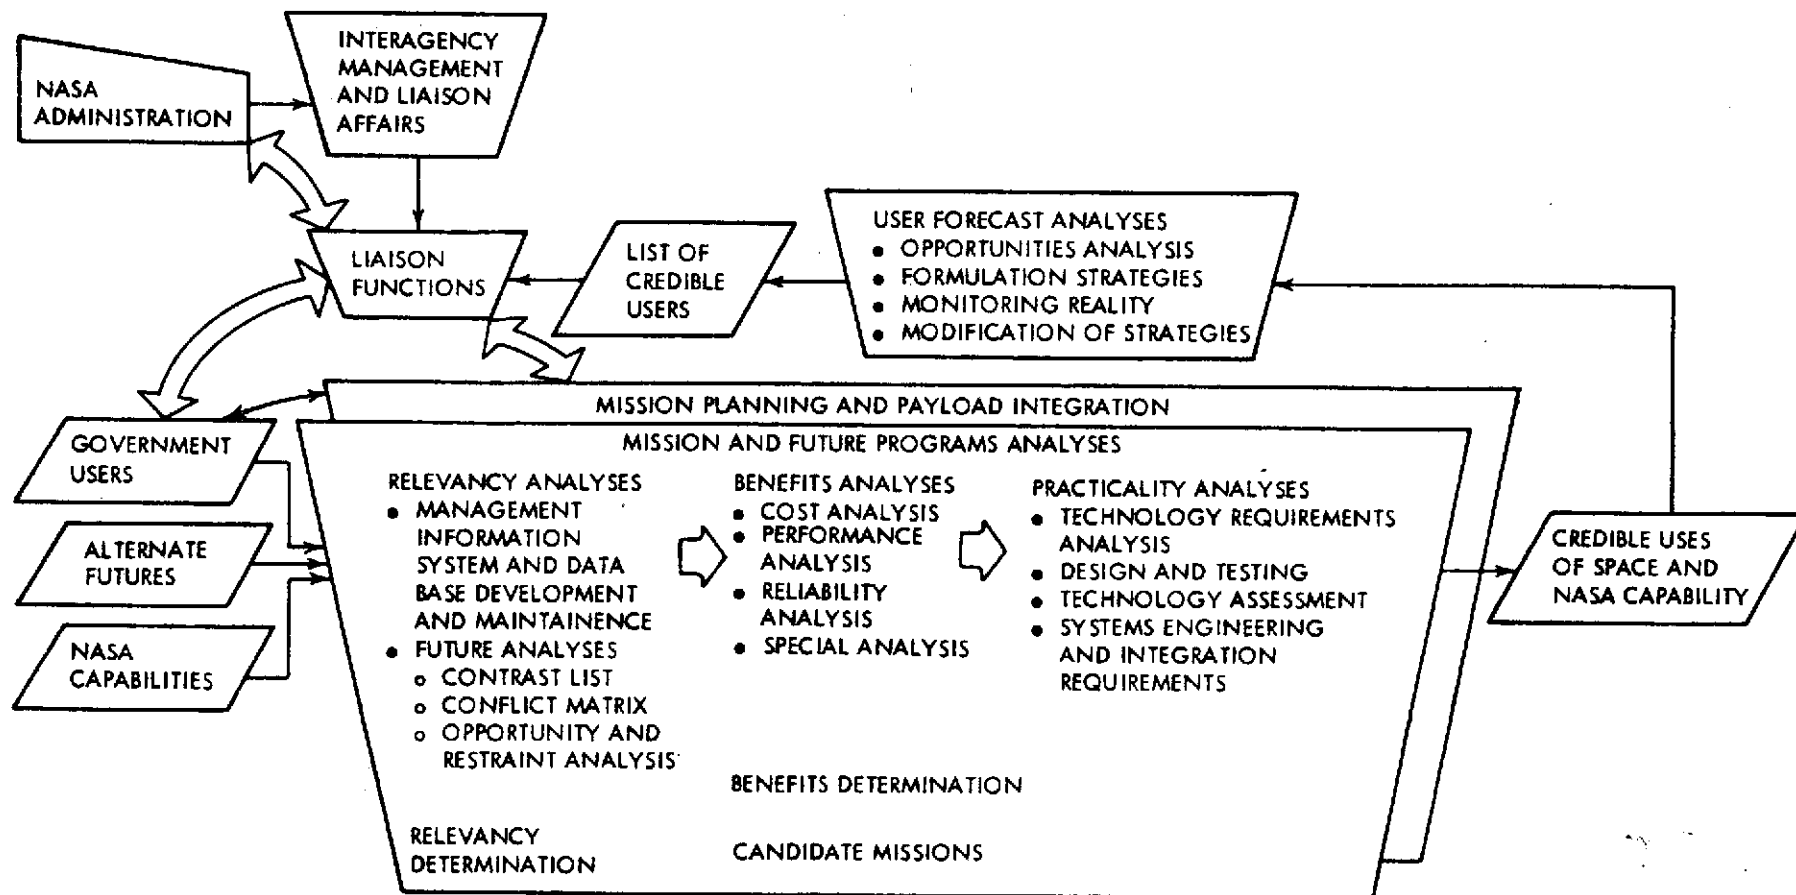 INTERAGENCY
MANAGEMENT
AND LIAISON
AFFAIRS
NASA
ADMINISTRATION
LIAISON
FUNCTIONS
LIST OF
CREDIBLE
USERS
USER FORECAST ANALYSES
• OPPORTUNITIES ANALYSIS
• FORMULATION STRATEGIES
• MONITORING REALITY
• MODIFICATION OF STRATEGIES
MISSION PLANNING AND PAYLOAD INTEGRATION
MISSION AND FUTURE PROGRAMS ANALYSES
GOVERNMENT
USERS
ALTERNATE
FUTURES
NASA
CAPABILITIES
RELEVANCY ANALYSES
• MANAGEMENT
INFORMATION
SYSTEM AND DATA
BASE DEVELOPMENT
AND MAINTAINENCE
• FUTURE ANALYSES
o CONTRAST LIST
o CONFLICT MATRIX
o OPPORTUNITY AND
RESTRAINT ANALYSIS
RELEVANCY
DETERMINATION
BENEFITS ANALYSES
• COST ANALYSIS
• PERFORMANCE
ANALYSIS
• RELIABILITY
ANALYSIS
• SPECIAL ANALYSIS
BENEFITS DETERMINATION
CANDIDATE MISSIONS
PRACTICALITY ANALYSES
• TECHNOLOGY REQUIREMENTS
ANALYSIS
• DESIGN AND TESTING
• TECHNOLOGY ASSESSMENT
• SYSTEMS ENGINEERING
AND INTEGRATION
REQUIREMENTS
CREDIBLE USES
OF SPACE AND
NASA CAPABILITY